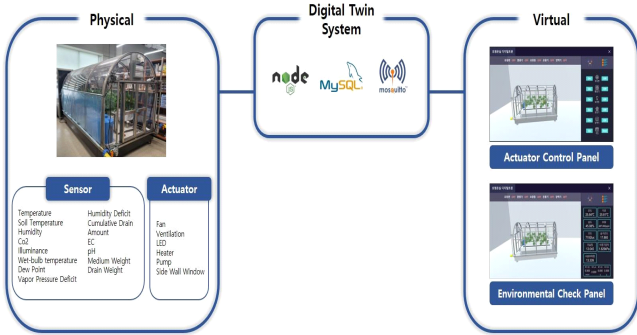 Physical
Digital Twin
System
Virtual
node
JS
MySQL
mosquitto
Actuator Control Panel
Sensor
Actuator
Temperature
Soil Temperature
Humidity
Co2
Illuminance
Wet-bulb temperature
Dew Point
Vapor Pressure Deficit
Humidity Deficit
Cumulative Drain
Amount
EC
pH
Medium Weight
Drain Weight
Fan
Ventilation
LED
Heater
Pump
Side Wall Window
Environmental Check Panel